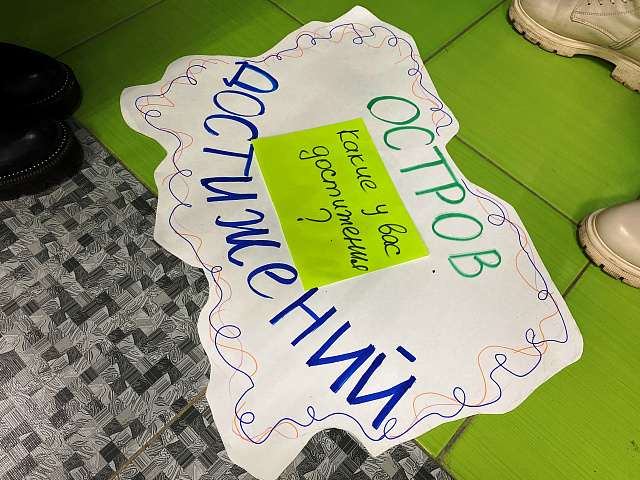 ОСТРОВ
ДОСТИЖЕНИЙ
Какие у вас
достижения
?